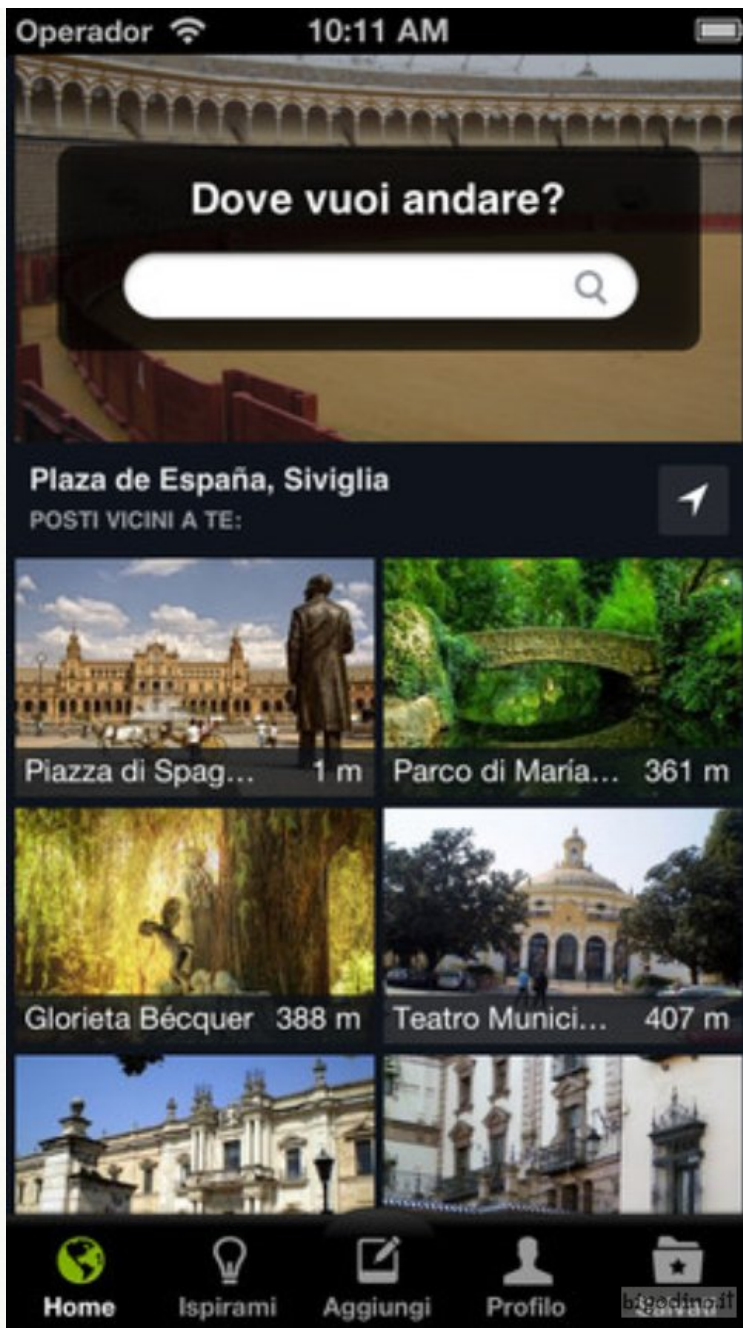 Operador 10:11 AM
Dove vuoi andare?
Plaza de España, Siviglia
POSTI VICINI A TE:
Piazza di Spag... 1 m
Parco di María... 361 m
Glorieta Bécquer 388 m
Teatro Munici... 407 m
Home Ispirami Aggiungi Profilo Salvati
bigodino.it